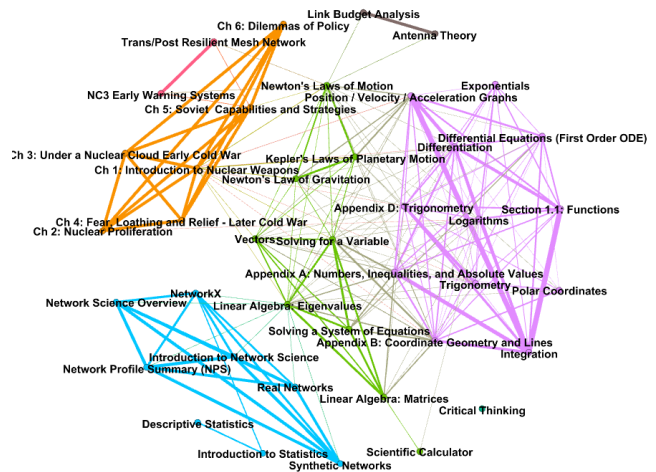 Link Budget Analysis
Ch 6: Dilemmas of Policy
Antenna Theory
Trans/Post Resilient Mesh Network
Newton's Laws of Motion
Exponentials
NC3 Early Warning Systems
Position / Velocity / Acceleration Graphs
Ch 5: Soviet Capabilities and Strategies
Differential Equations (First Order ODE)
Differentiation
Ch 3: Under a Nuclear Cloud Early Cold War
Kepler's Laws of Planetary Motion
Ch 1: Introduction to Nuclear Weapons
Newton's Law of Gravitation
Appendix D: Trigonometry
Section 1.1: Functions
Ch 4: Fear, Loathing and Relief - Later Cold War
Logarithms
Ch 2: Nuclear Proliferation
Vectors
Solving for a Variable
Appendix A: Numbers, Inequalities, and Absolute Values
Trigonometry
Polar Coordinates
NetworkX
Network Science Overview
Linear Algebra: Eigenvalues
Solving a System of Equations
Appendix B: Coordinate Geometry and Lines
Integration
Introduction to Network Science
Network Profile Summary (NPS)
Real Networks
Linear Algebra: Matrices
Critical Thinking
Descriptive Statistics
Introduction to Statistics
Scientific Calculator
Synthetic Networks